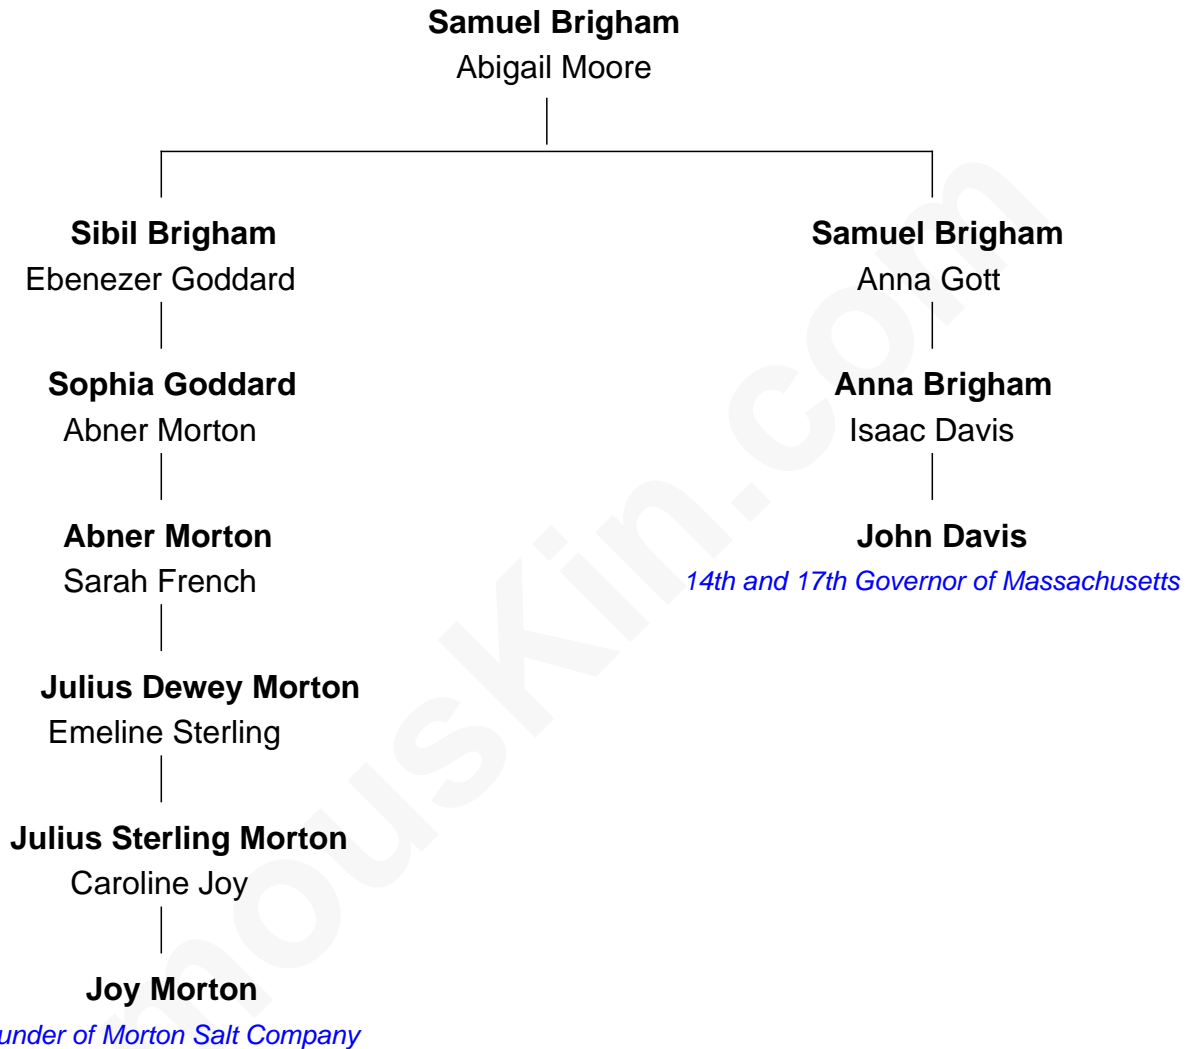 Samuel Brigham
Abigail Moore
Sibil Brigham
Ebenezer Goddard
Samuel Brigham
Anna Gott
Sophia Goddard
Abner Morton
Anna Brigham
Isaac Davis
Abner Morton
Sarah French
John Davis
14th and 17th Governor of Massachusetts
Julius Dewey Morton
Emeline Sterling
Julius Sterling Morton
Caroline Joy
Joy Morton
under of Morton Salt Company
mouskin.com